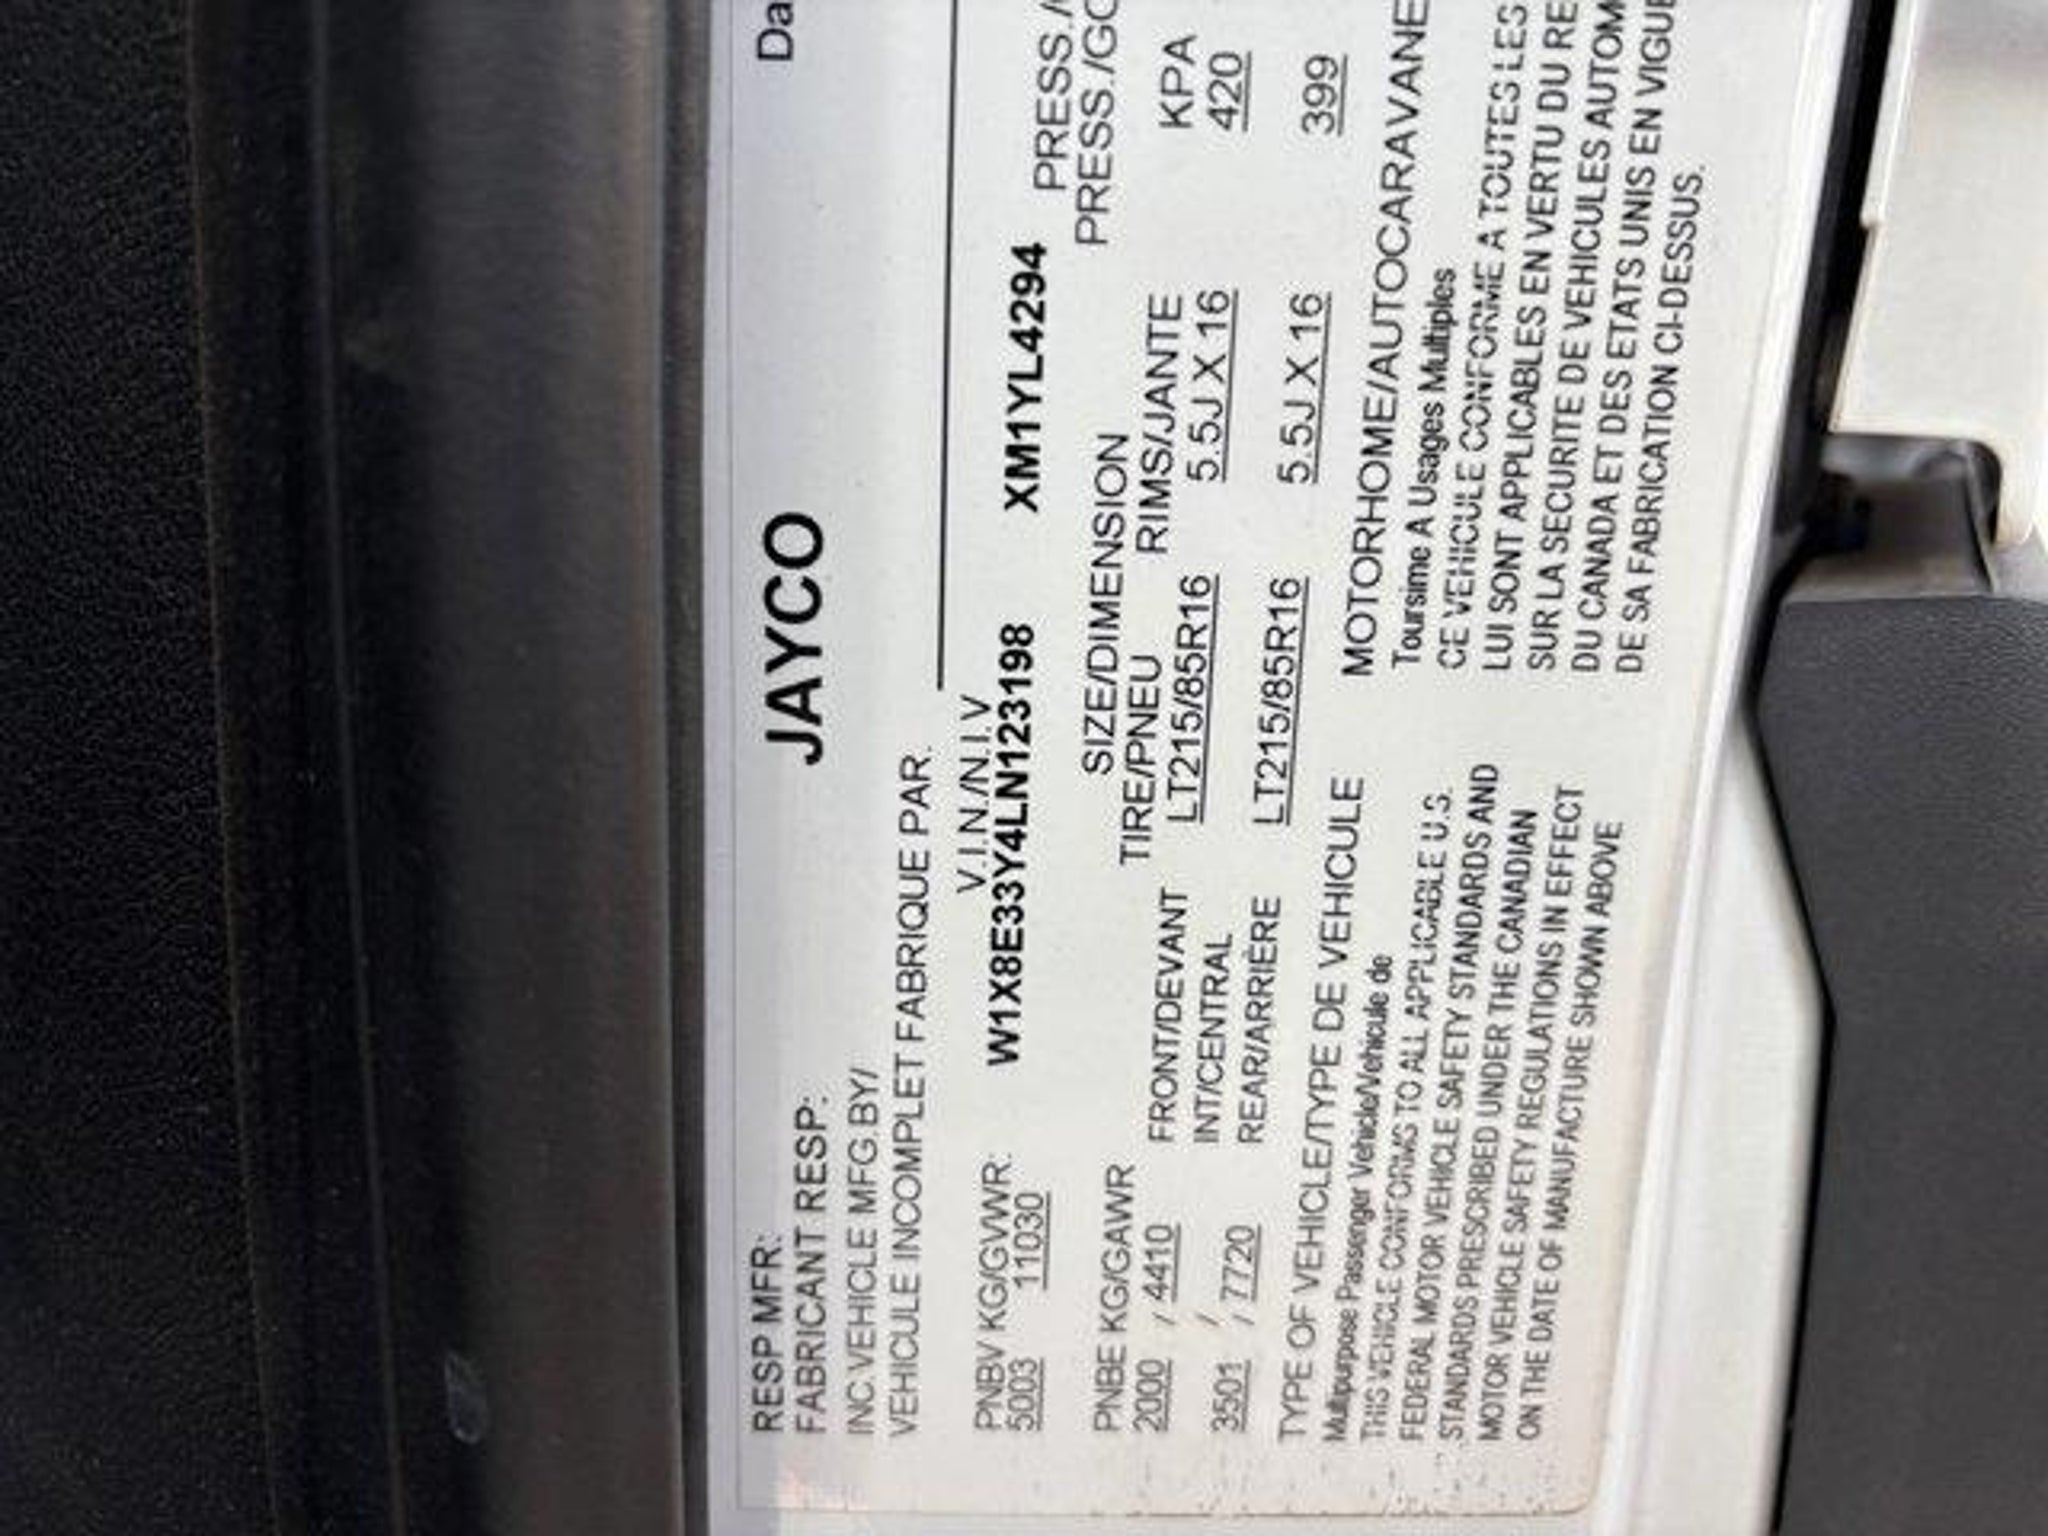 RESP MFR: JAYCO Da
FABRICANT RESP:
INC.VEHICLE MFG BY/
VEHICULE INCOMPLET FABRIQUE PAR.
PNBV KG/GVWR: V.I.N./N.I.V
5003 11030 W1X8E33Y4LN123198 XM1YL4294
SIZE/DIMENSION PRESS./
PNBE KG/GAWR TIRE/PNEU RIMS/JANTE PRESS./GO
2000 / 4410 FRONT/DEVANT LT215/85R16 5.5J X 16 KPA
/ INT/CENTRAL 420
3501 / 7720 REAR/ARRIÈRE LT215/85R16 5.5J X 16 399
TYPE OF VEHICLE/TYPE DE VEHICULE MOTORHOME/AUTOCARAVANE
Multipurpose Passenger Vehicle/Vehicule de Toursime A Usages Multiples
THIS VEHICLE CONFORMS TO ALL APPLICABLE U.S.
FEDERAL MOTOR VEHICLE SAFETY STANDARDS AND
STANDARDS PRESCRIBED UNDER THE CANADIAN
MOTOR VEHICLE SAFETY REGULATIONS IN EFFECT
ON THE DATE OF MANUFACTURE SHOWN ABOVE
CE VEHICULE CONFORME A TOUTES LES
LUI SONT APPLICABLES EN VERTU DU RE
SUR LA SECURITE DE VEHICULES AUTOM
DU CANADA ET DES ETATS UNIS EN VIGUE
DE SA FABRICATION CI-DESSUS.